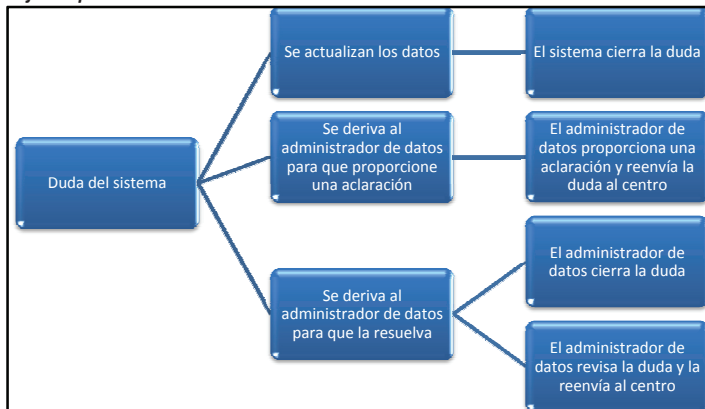 Duda del sistema
Se actualizan los datos
El sistema cierra la duda
Se deriva al
administrador de datos
para que proporcione
una aclaración
El administrador de
datos proporciona una
aclaración y reenvía la
duda al centro
Se deriva al
administrador de datos
para que la resuelva
El administrador de
datos cierra la duda
El administrador de
datos revisa la duda y la
reenvía al centro